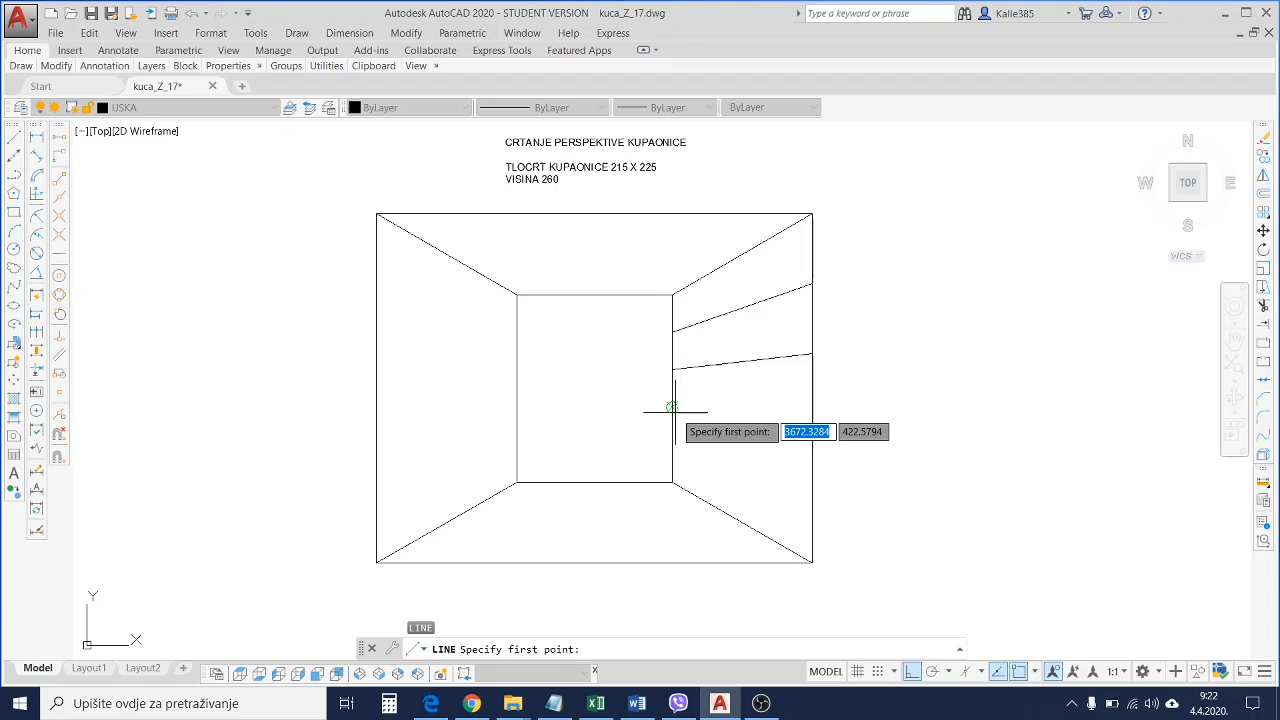 Autodesk AutoCAD 2020 - STUDENT VERSION kuca_Z_17.dwg
Type a keyword or phrase
Kalle385
File Edit View Insert Format Tools Draw Dimension Modify Parametric Window Help Express
Home Insert Annotate Parametric View Manage Output Add-ins Collaborate Express Tools Featured Apps
Draw Modify Annotation Layers Block Properties Groups Utilities Clipboard View
Start
kuca_Z_17*
USKA
ByLayer
ByLayer
ByLayer
ByLayer
[−][Top][2D Wireframe]
CRTANJE PERSPEKTIVE KUPAONICE
TLOCRT KUPAONICE 215 X 225
VISINA 260
N
W
TOP
E
S
WCS
Specify first point:
3672.3284
422.5794
Y
X
LINE
LINE Specify first point:
Model Layout1 Layout2
MODEL
1:1
Upišite ovdje za pretraživanje
9:22
4.4.2020.